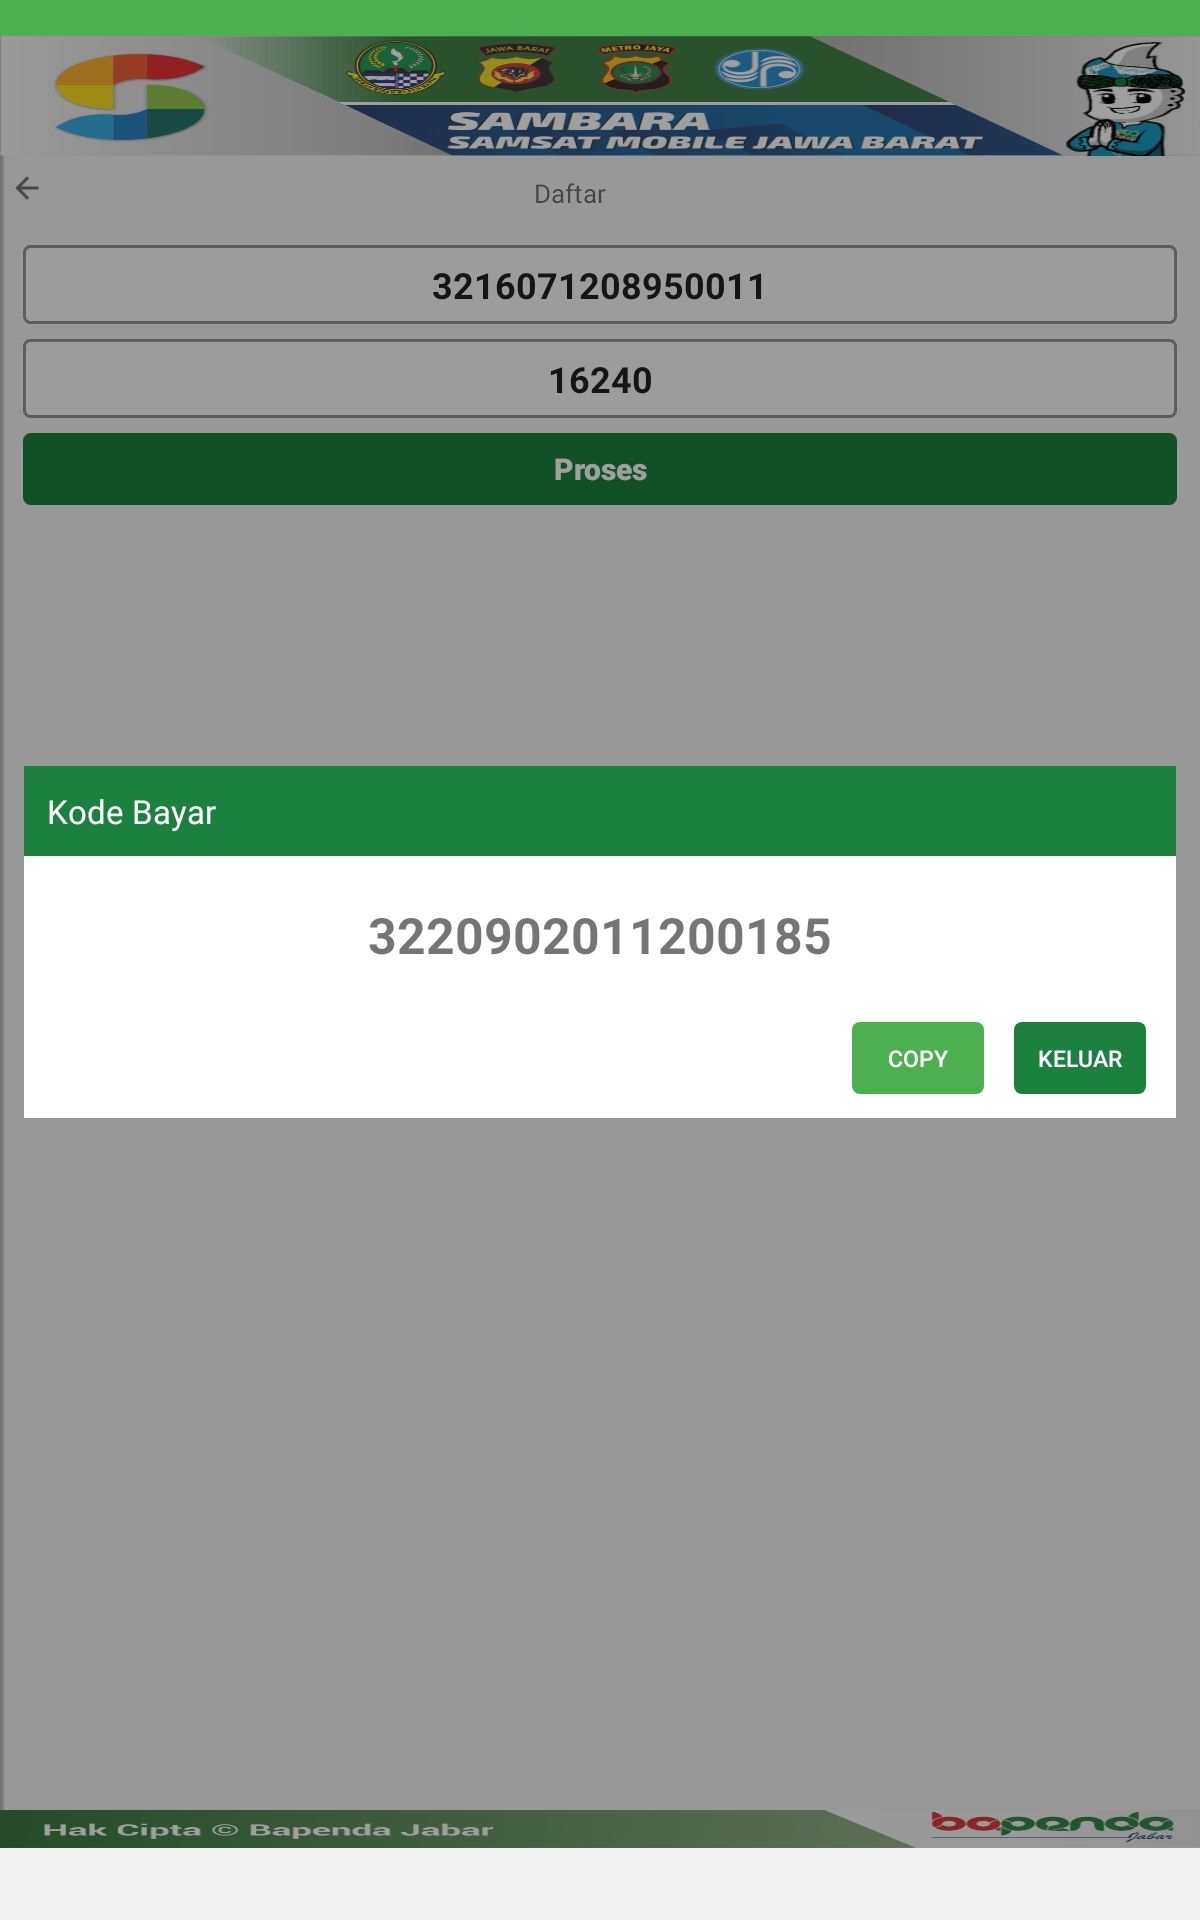 JAWA BARAT
METRO JAYA
SAMBARA
SAMSAT MOBILE JAWA BARAT
Daftar
3216071208950011
16240
Proses
Kode Bayar
3220902011200185
COPY
KELUAR
Hak Cipta © Bapenda Jabar
bapenda
Jabar